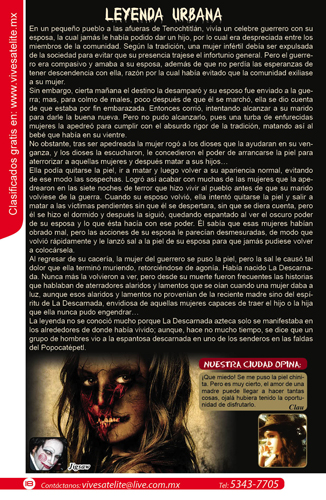 LEYENDA URBANA
En un pequeño pueblo a las afueras de Tenochtitlán, vivía un celebre guerrero con su
esposa, la cual jamás le había podido dar un hijo, por lo cual era despreciada entre los
miembros de la comunidad. Según la tradición, una mujer infértil debía ser expulsada
de la sociedad para evitar que su presencia trajese el infortunio general. Pero el guerre-
ro era compasivo y amaba a su esposa, además de que no perdía las esperanzas de
tener descendencia con ella, razón por la cual había evitado que la comunidad exiliase
a su mujer.
Sin embargo, cierta mañana el destino la desamparó y su esposo fue enviado a la gue-
rra; mas, para colmo de males, poco después de que él se marchó, ella se dio cuenta
de que estaba por fin embarazada. Entonces corrió, intentando alcanzar a su marido
para darle la buena nueva. Pero no pudo alcanzarlo, pues una turba de enfurecidas
mujeres la apedreó para cumplir con el absurdo rigor de la tradición, matando así al
bebé que había en su vientre.
No obstante, tras ser apedreada la mujer rogó a los dioses que la ayudaran en su ven-
ganza, y los dioses la escucharon, le concedieron el poder de arrancarse la piel para
aterrorizar a aquellas mujeres y después matar a sus hijos…
Ella podía quitarse la piel, ir a matar y luego volver a su apariencia normal, evitando
de ese modo las sospechas. Logró así acabar con muchas de las mujeres que la ape-
drearon en las siete noches de terror que hizo vivir al pueblo antes de que su marido
volviese de la guerra. Cuando su esposo volvió, ella intentó quitarse la piel y salir a
matar a las víctimas pendientes sin que él se despertara, sin que se diera cuenta, pero
él se hizo el dormido y después la siguió, quedando espantado al ver el oscuro poder
de su esposa y lo que ésta hacía con ese poder. Él sabía que esas mujeres habían
obrado mal, pero las acciones de su esposa le parecían desmesuradas, de modo que
volvió rápidamente y le lanzó sal a la piel de su esposa para que jamás pudiese volver
a colocársela.
Al regresar de su cacería, la mujer del guerrero se puso la piel, pero la sal le causó tal
dolor que ella terminó muriendo, retorciéndose de agonía. Había nacido La Descarna-
da. Nunca más la volvieron a ver, pero desde su muerte fueron frecuentes las historias
que hablaban de aterradores alaridos y lamentos que se oían cuando una mujer daba a
luz, aunque esos alaridos y lamentos no provenían de la reciente madre sino del espíri-
tu de La Descarnada, envidiosa de aquellas mujeres capaces de traer el hijo o la hija
que ella nunca pudo engendrar…
La leyenda no se conoció mucho porque La Descarnada azteca solo se manifestaba en
los alrededores de donde había vivido; aunque, hace no mucho tiempo, se dice que un
grupo de hombres vio a la espantosa descarnada en uno de los senderos en las faldas
del Popocatépetl.
NUESTRA CIUDAD OPINA:
¡Que miedo! Se me puso la piel chini-
ta. Pero es muy cierto, el amor de una
madre puede llegar a hacer tantas
cosas, ojalá hubiera tenido la oportu-
nidad de disfrutarlo.
Clau
Jigsaw
Clasificados gratis en: www.vivesatelite.mx
18
Contáctanos: vivesatelite@live.com.mx
Tel: 5343-7705